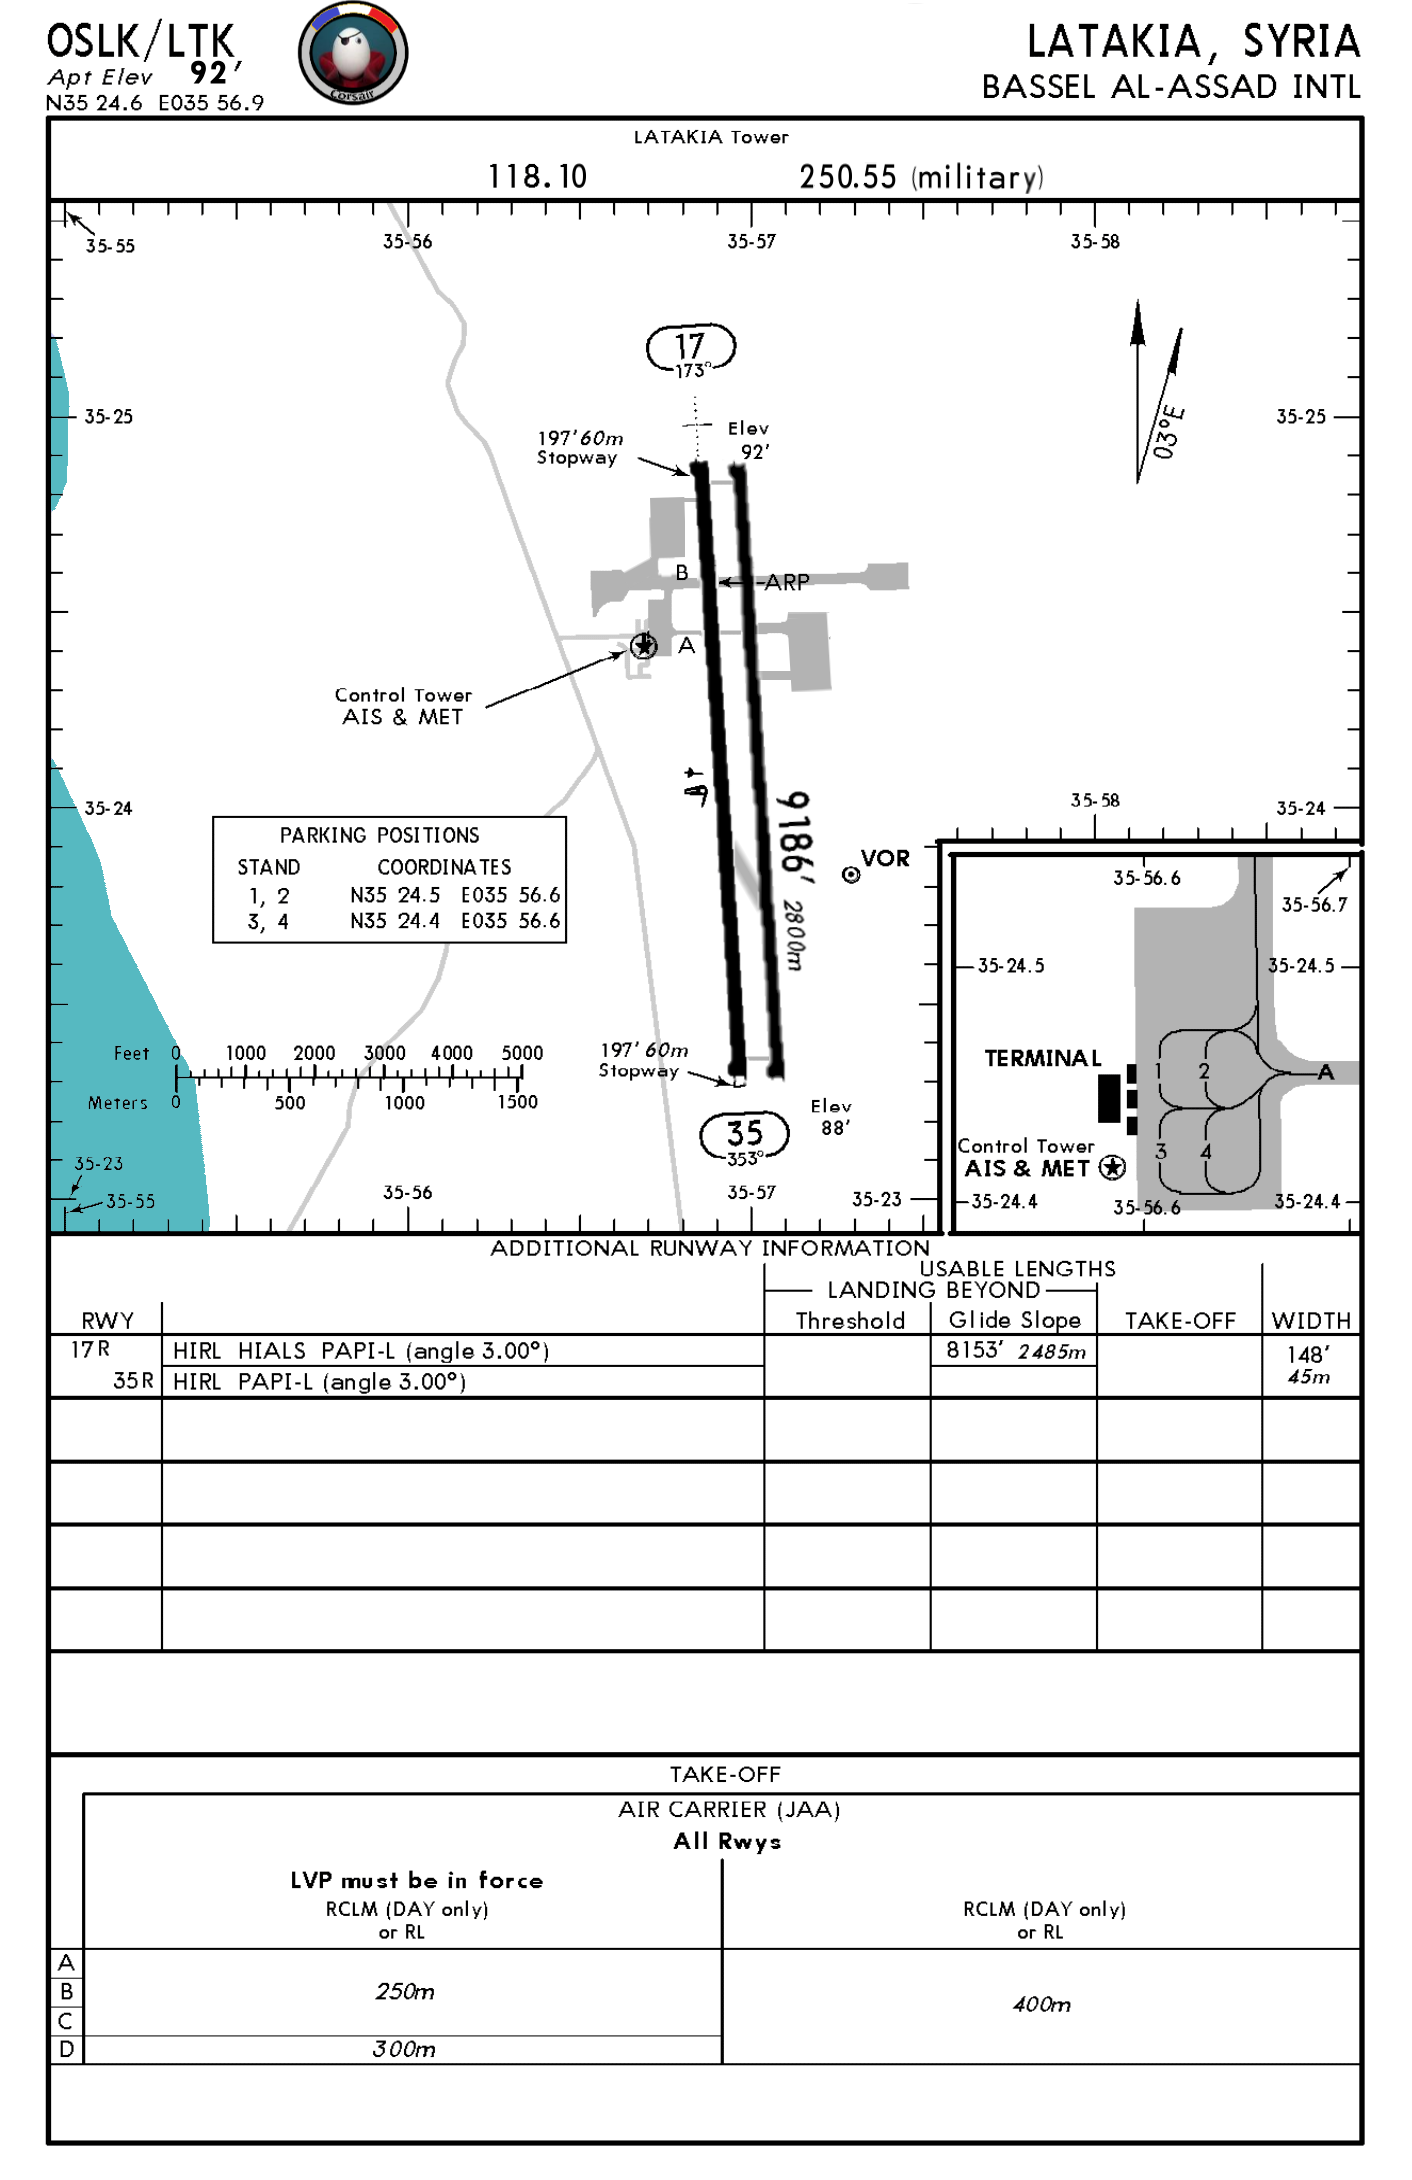 OSLK/LTK
Apt Elev 92'
N35 24.6 E035 56.9
Corsair
LATAKIA, SYRIA
BASSEL AL-ASSAD INTL
LATAKIA Tower
118.10 250.55 (military)
35-55
35-56
35-57
35-58
17
173°
03°E
35-25
35-25
197' 60m
Stopway
Elev
92'
B
ARP
A
Control Tower
AIS & MET
35-24
35-58
35-24
9186' 2800m
VOR
PARKING POSITIONS
STAND COORDINATES
1, 2 N35 24.5 E035 56.6
3, 4 N35 24.4 E035 56.6
35-56.6
35-56.7
35-24.5
35-24.5
TERMINAL
1
2
A
3
4
Control Tower
AIS & MET
35-24.4
35-56.6
35-24.4
Feet 0 1000 2000 3000 4000 5000
Meters 0 500 1000 1500
197' 60m
Stopway
35
353°
Elev
88'
35-23
35-55
35-56
35-57
35-23
ADDITIONAL RUNWAY INFORMATION
USABLE LENGTHS
LANDING BEYOND
RWY Threshold Glide Slope TAKE-OFF WIDTH
17R HIRL HIALS PAPI-L (angle 3.00°) 8153' 2485m 148'
35R HIRL PAPI-L (angle 3.00°) 45m
TAKE-OFF
AIR CARRIER (JAA)
All Rwys
LVP must be in force
RCLM (DAY only)
or RL
RCLM (DAY only)
or RL
A
B
C
D
250m
400m
300m